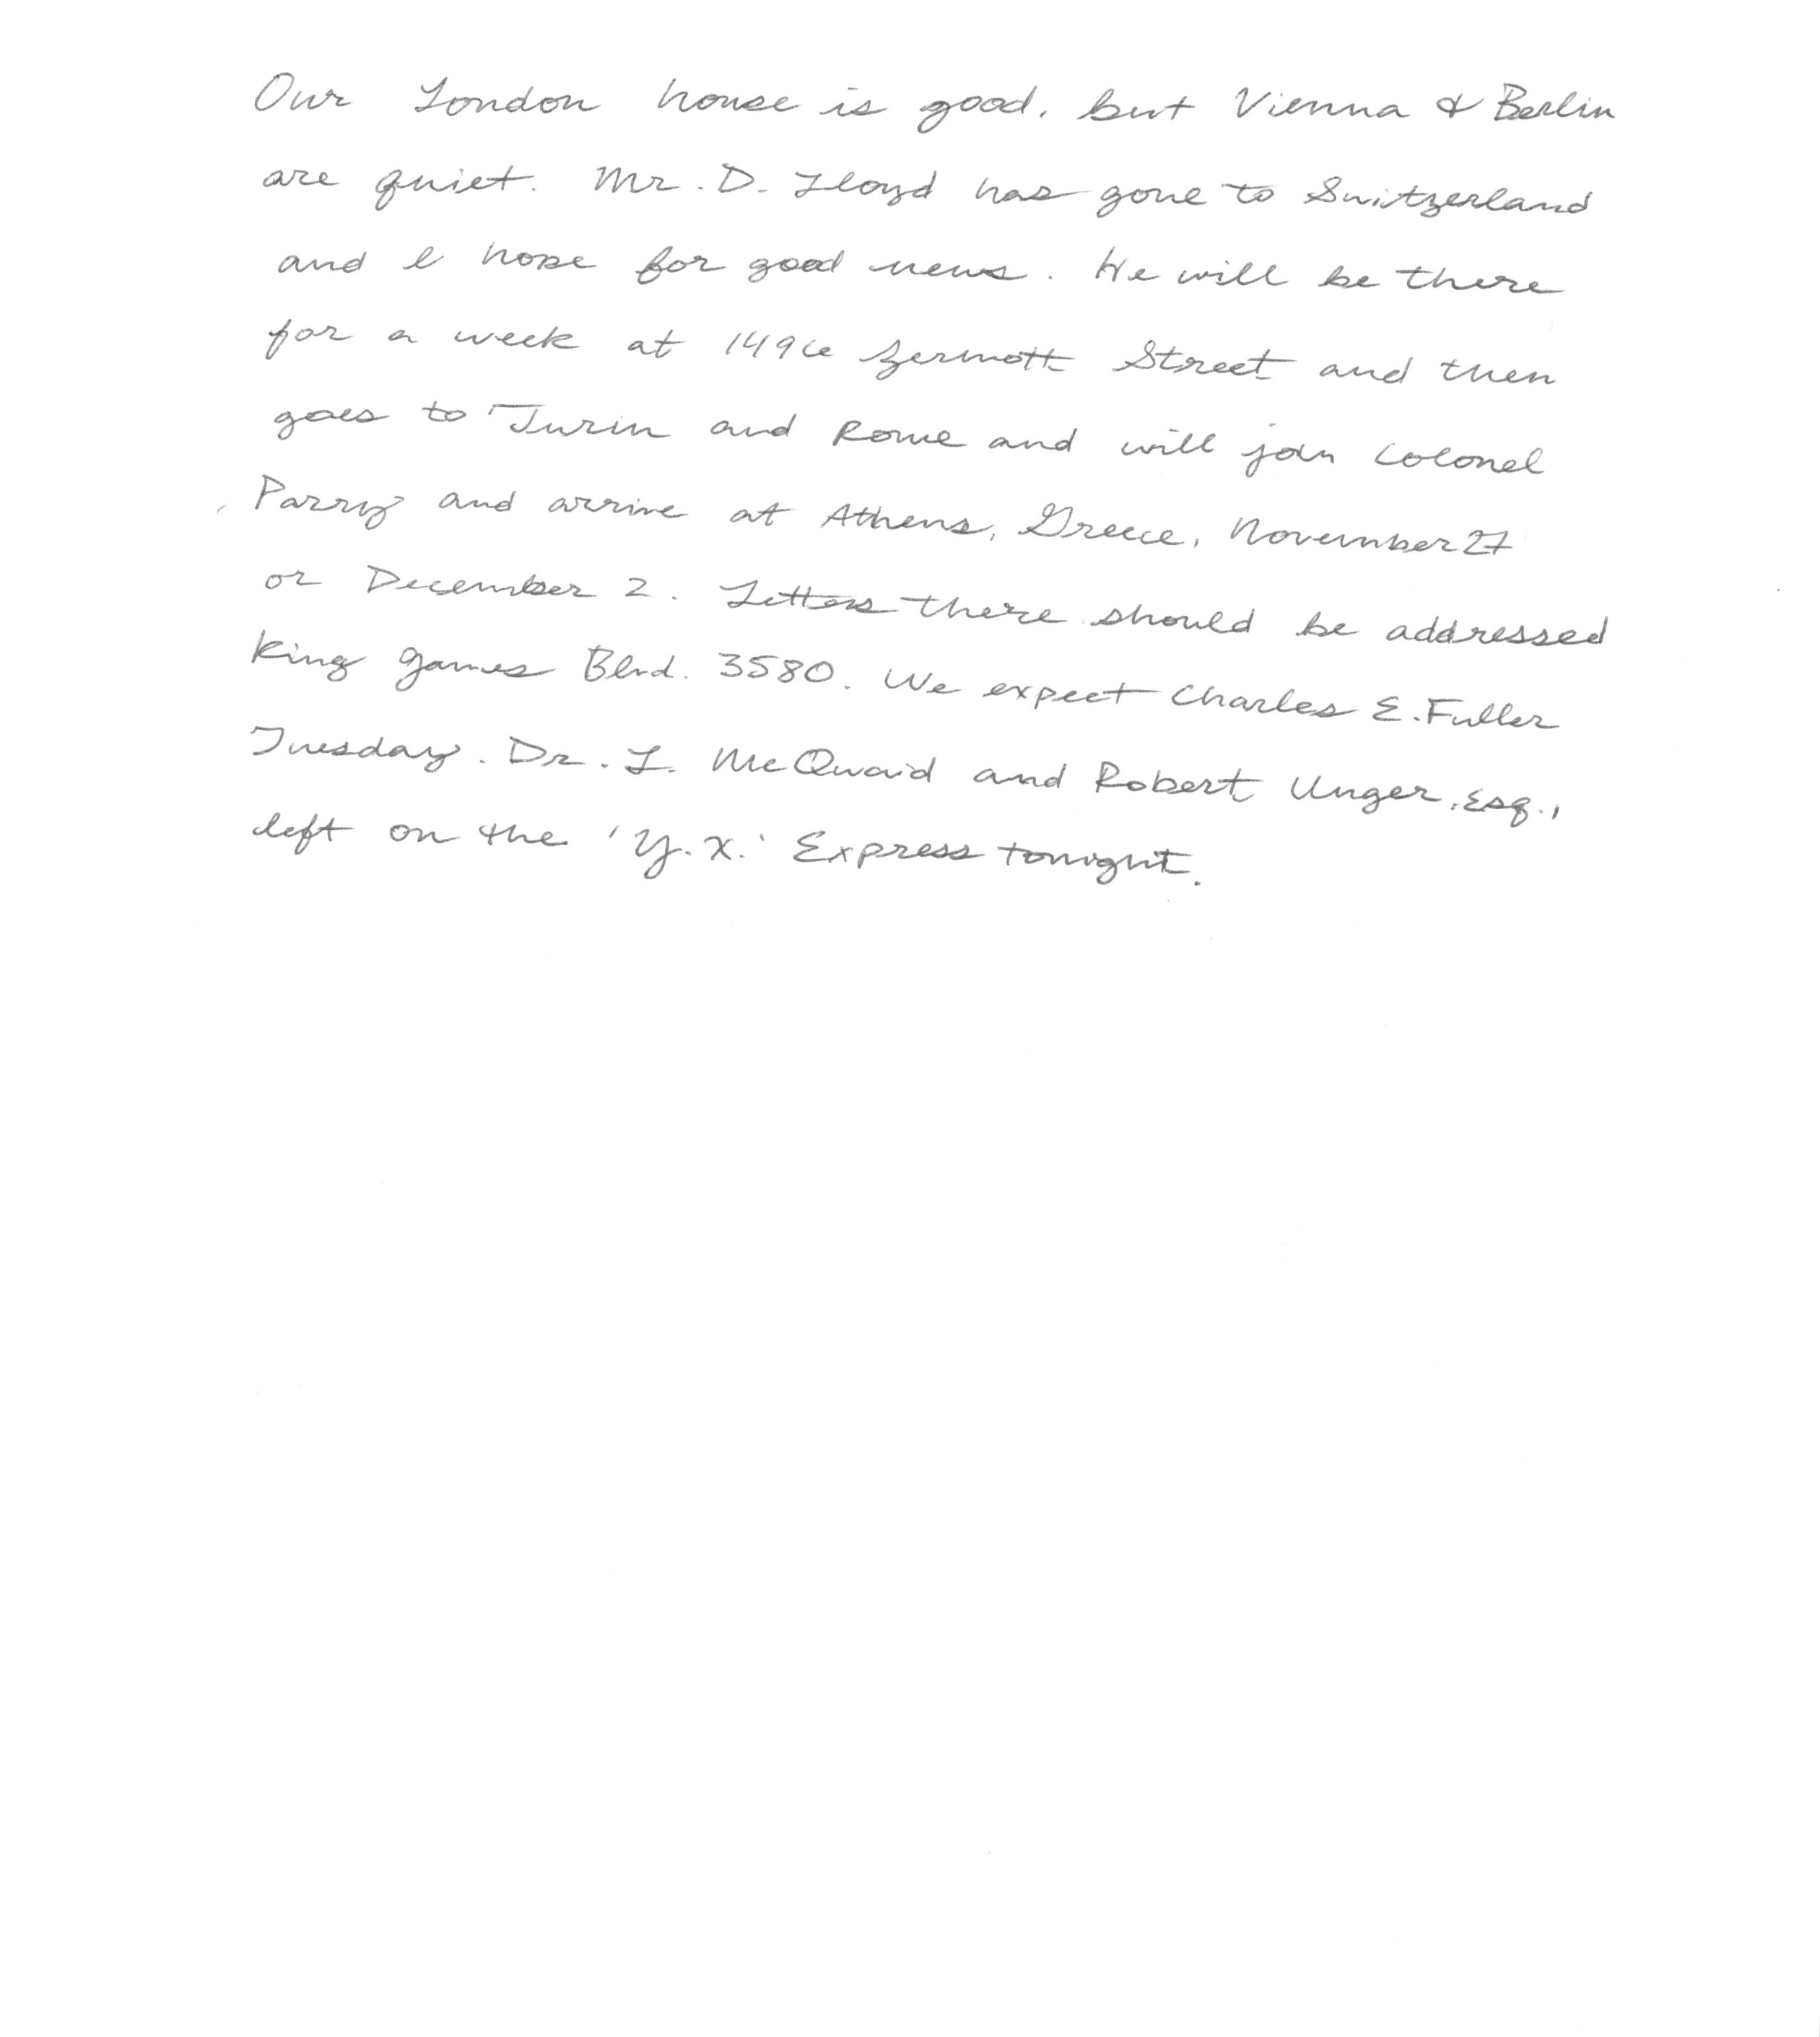 Our London house is good, but Vienna & Berlin
are quiet. Mr. D. Lloyd has gone to Switzerland
and I hope for good news. He will be there
for a week at 1496 Zermott Street and then
goes to Turin and Rome and will join Colonel
Parry and arrive at Athens, Greece, November 27
or December 2. Letters there should be addressed
King James Blvd. 3580. We expect Charles E. Fuller
Tuesday. Dr. L. McQuaid and Robert Unger, Esq.,
left on the 'Y.X.' Express tonight.